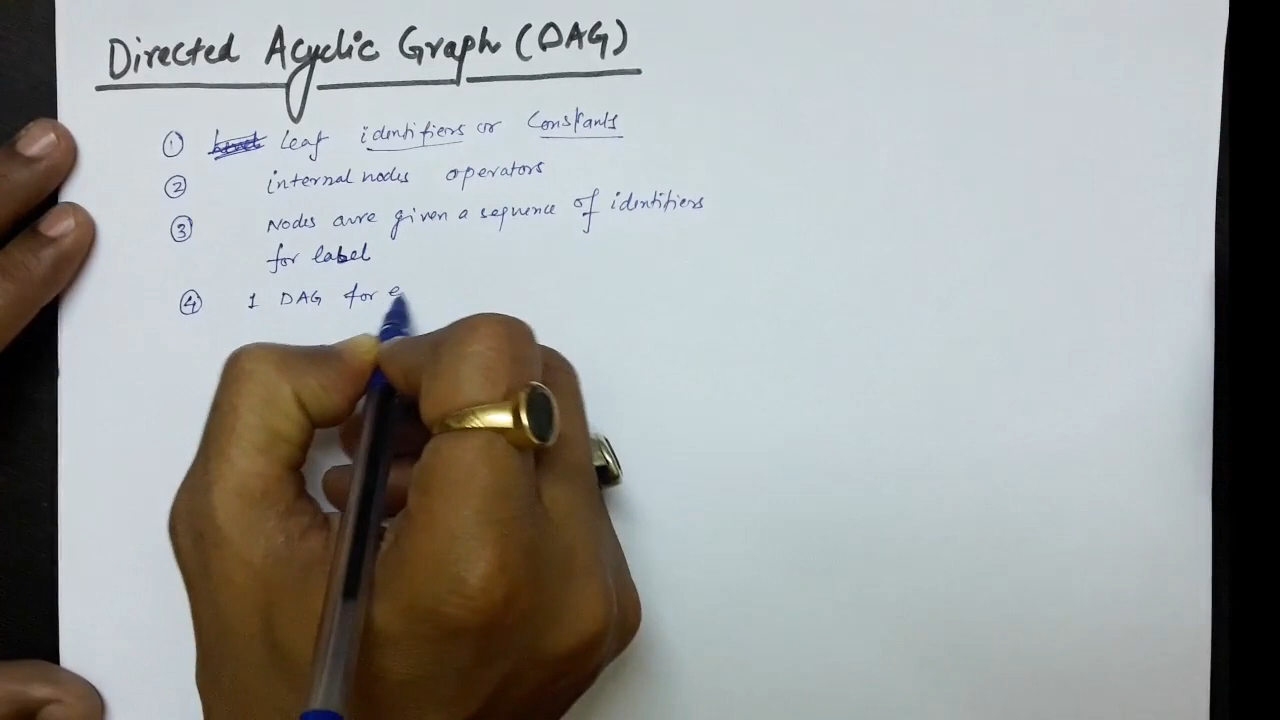 Directed Acyclic Graph (DAG)
① Leaf identifiers or Constants
② internal nodes operators
③ Nodes are given a sequence of identifiers
for label
④ 1 DAG for e